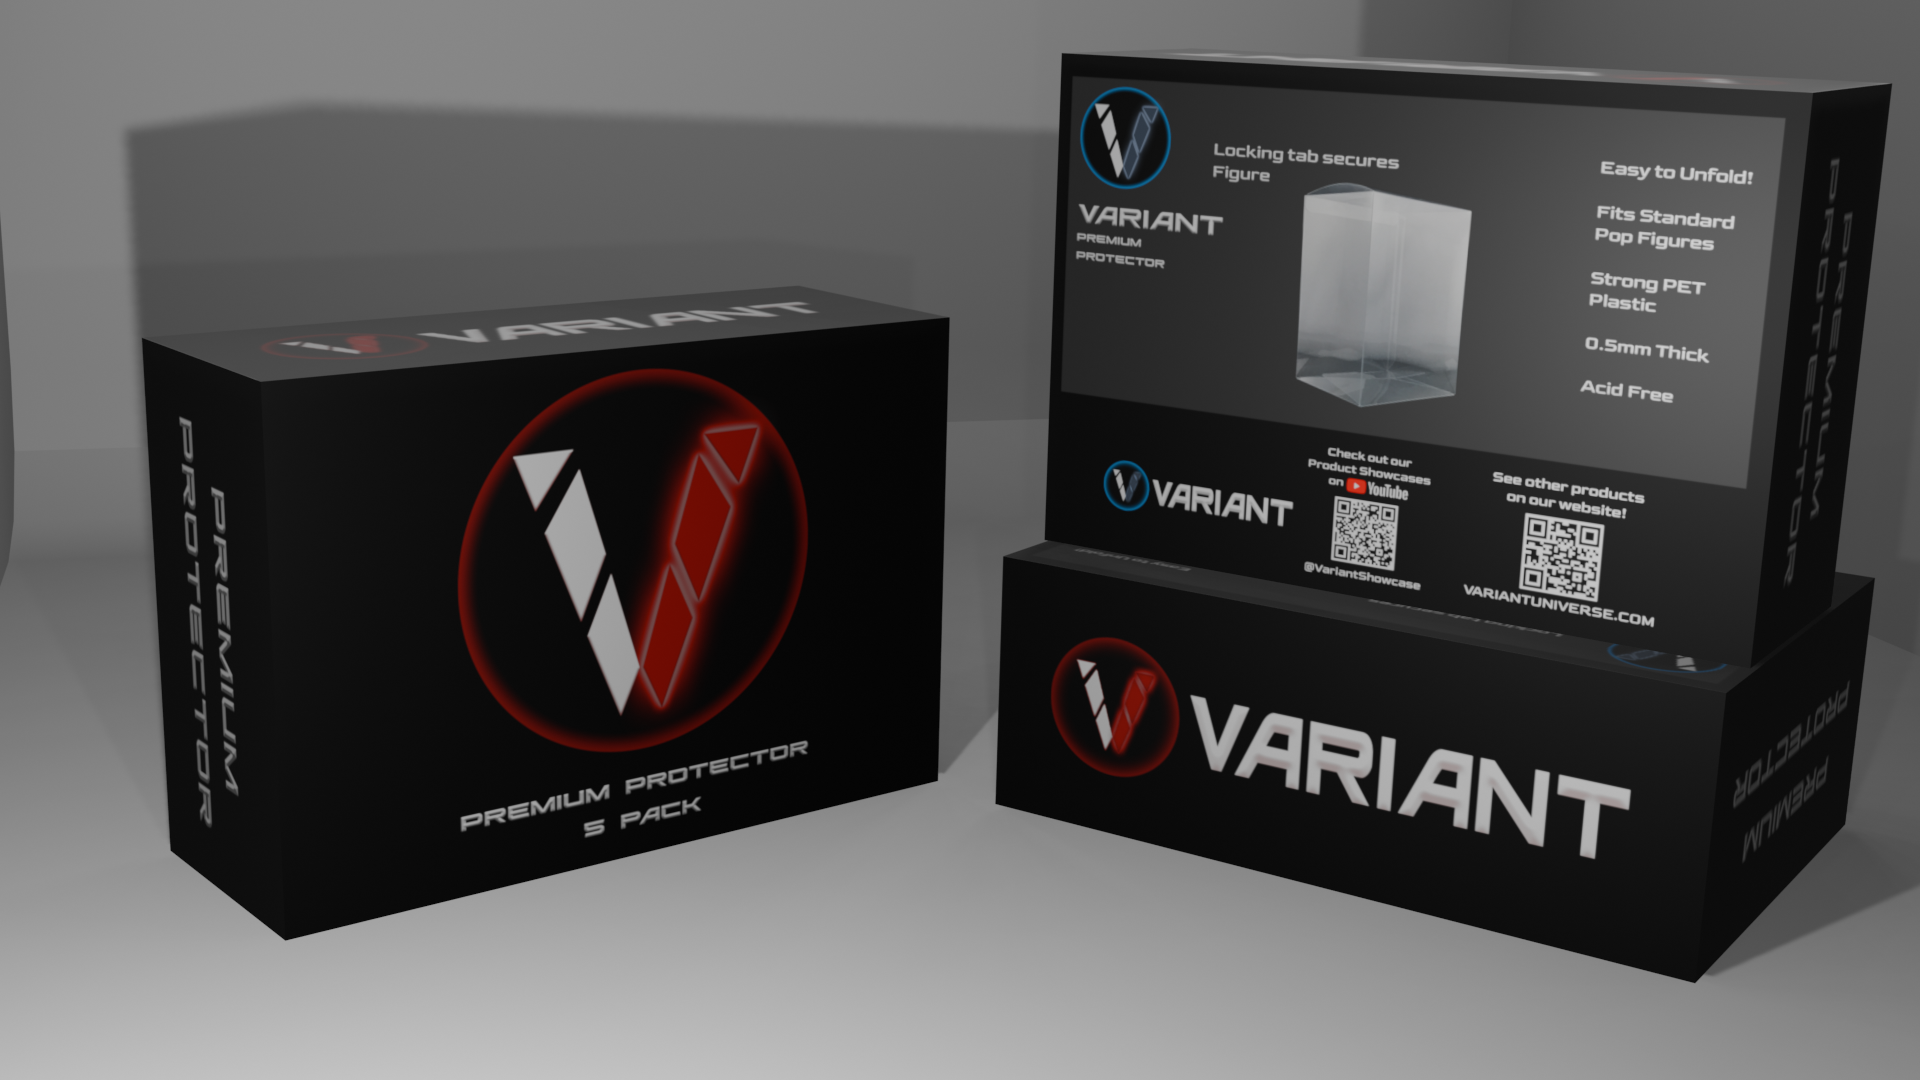 VARIANT
PREMIUM
PROTECTOR
PREMIUM PROTECTOR
5 PACK
VARIANT
PREMIUM
PROTECTOR
Locking tab secures
Figure
Easy to Unfold!
Fits Standard
Pop Figures
Strong PET
Plastic
0.5mm Thick
Acid Free
VARIANT
Check out our
Product Showcases
on YouTube
@VariantShowcase
See other products
on our website!
VARIANTUNIVERSE.COM
PREMIUM
PROTECTOR
VARIANT
PREMIUM
PROTECTOR